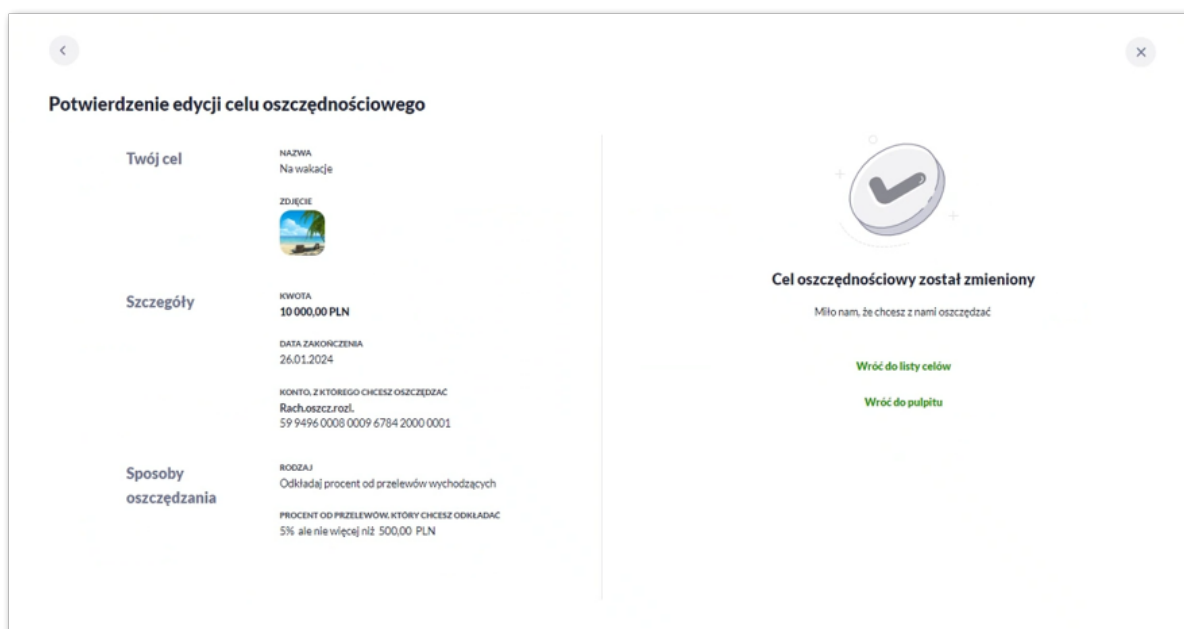 Potwierdzenie edycji celu oszczędnościowego
Twój cel
NAZWA
Na wakacje
ZDJĘCIE
Szczegóły
KWOTA
10 000,00 PLN
DATA ZAKOŃCZENIA
26.01.2024
KONTO, Z KTÓREGO CHCESZ OSZCZĘDZAĆ
Rach.oszcz.rozl.
59 9496 0008 0009 6784 2000 0001
Sposoby
oszczędzania
RODZAJ
Odkładaj procent od przelewów wychodzących
PROCENT OD PRZELEWÓW, KTÓRY CHCESZ ODKŁADAĆ
5% ale nie więcej niż 500,00 PLN
Cel oszczędnościowy został zmieniony
Miło nam, że chcesz z nami oszczędzać
Wróć do listy celów
Wróć do pulpitu